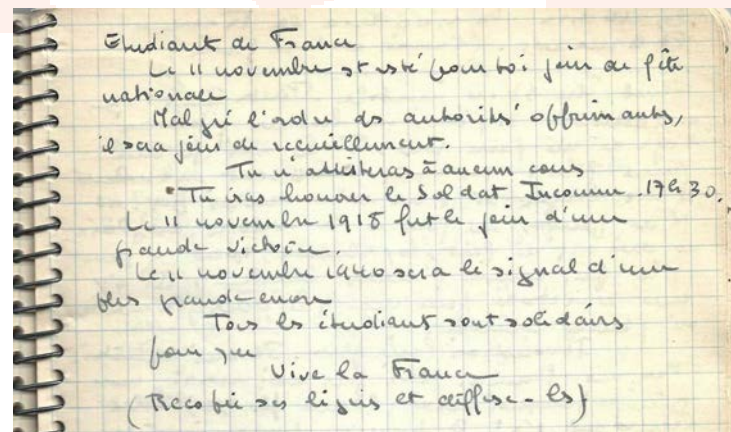 Etudiant de France
Le 11 novembre est resté pour toi jour de fête
nationale
Malgré l'ordre des autorités opprimantes,
il sera jour de recueillement.
Tu n'assisteras à aucun cours
Tu iras honorer le Soldat Inconnu. 17h30.
Le 11 novembre 1918 fut le jour d'une
grande victoire.
Le 11 novembre 1940 sera le signal d'une
plus grande encore
Tous les étudiants sont solidaires
pour que
Vive la France
(Recopie ces lignes et diffuse-les)